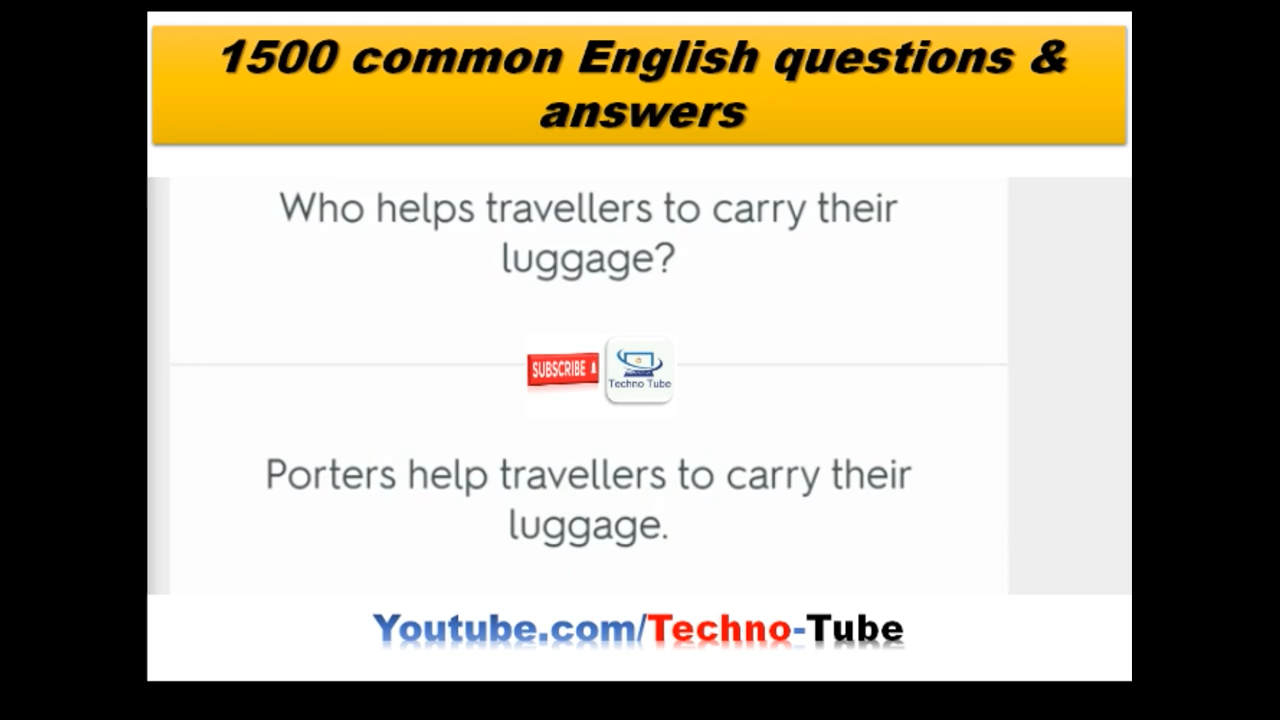 1500 common English questions &
answers
Who helps travellers to carry their
luggage?
SUBSCRIBE
Techno Tube
Porters help travellers to carry their
luggage.
Youtube.com/Techno-Tube